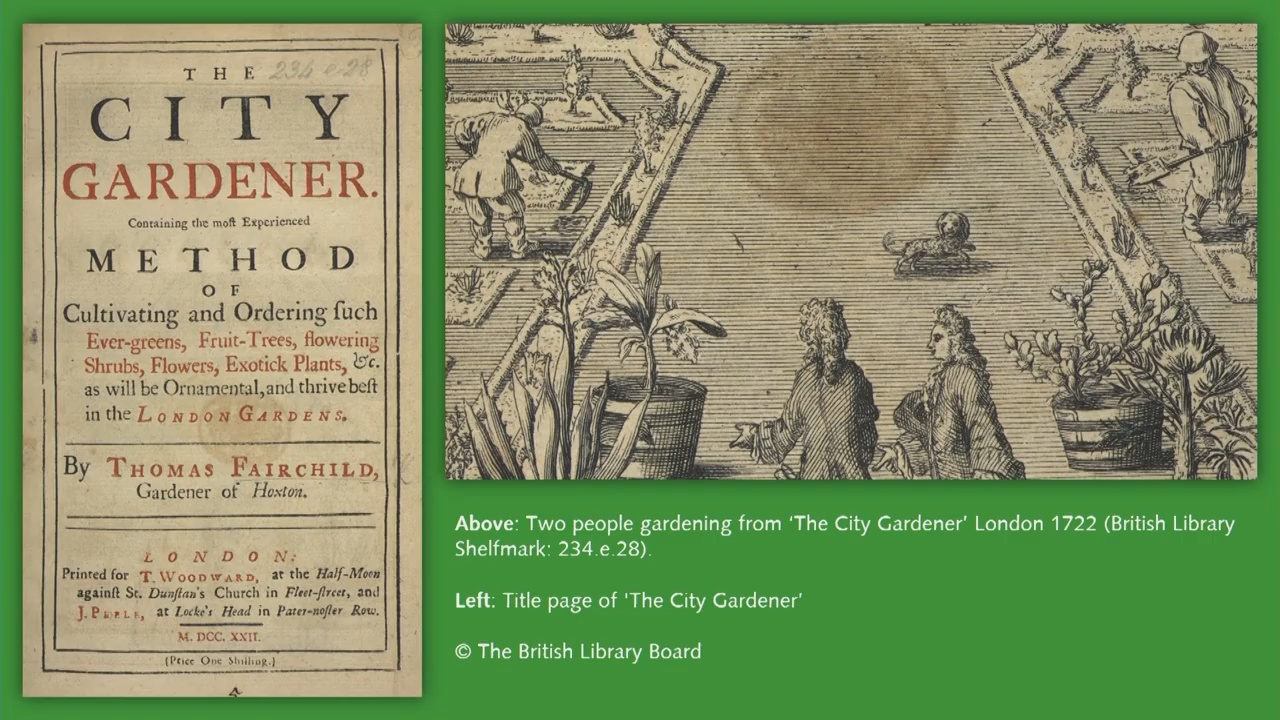 234 e.28
THE
CITY
GARDENER.
Containing the moſt Experienced
METHOD
OF
Cultivating and Ordering ſuch
Ever-greens, Fruit-Trees, flowering
Shrubs, Flowers, Exotick Plants, &c.
as will be Ornamental, and thrive beſt
in the LONDON GARDENS.
By THOMAS FAIRCHILD,
Gardener of Hoxton.
LONDON:
Printed for T. WOODWARD, at the Half-Moon
againſt St. Dunſtan's Church in Fleet-ſtreet, and
J. PEELE, at Locke's Head in Pater-noſter Row.
M. DCC. XXII.
(Price One Shilling.)
A
Above: Two people gardening from ‘The City Gardener’ London 1722 (British Library
Shelfmark: 234.e.28).
Left: Title page of 'The City Gardener’
© The British Library Board